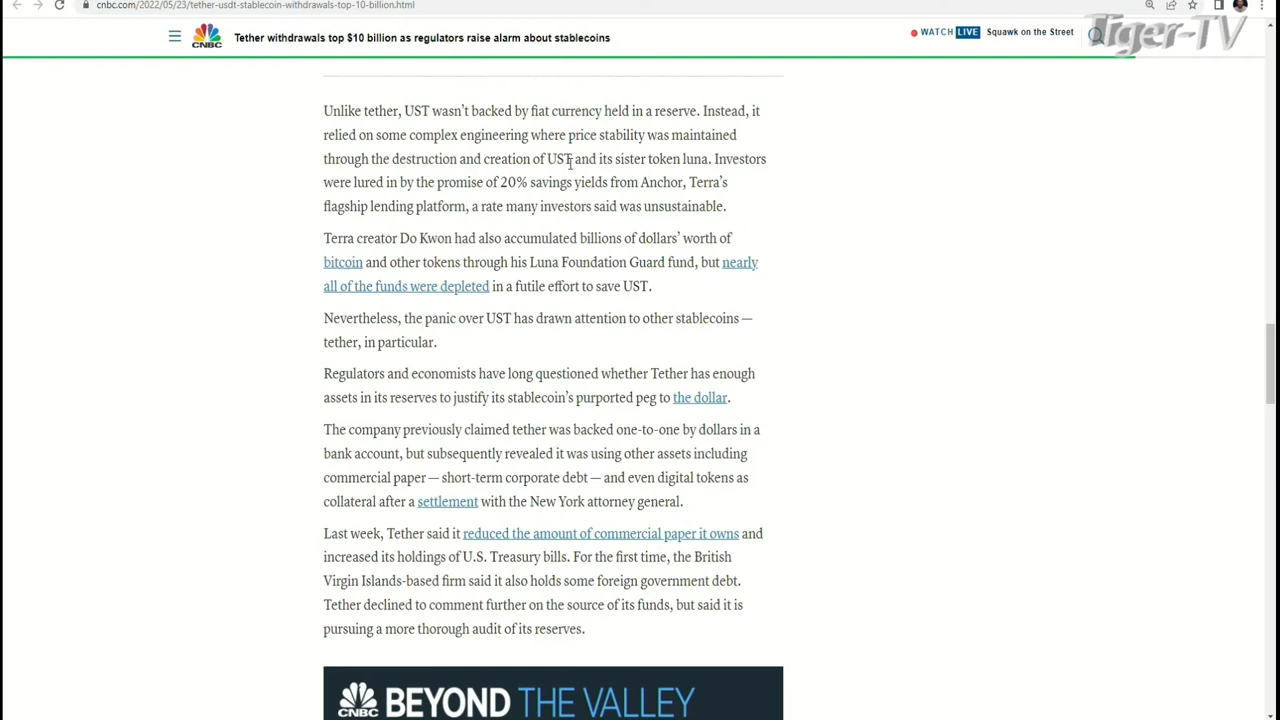 cnbc.com/2022/05/23/tether-usdt-stablecoin-withdrawals-top-10-billion.html
CNBC
Tether withdrawals top $10 billion as regulators raise alarm about stablecoins
WATCH LIVE Squawk on the Street
Tiger-TV
Unlike tether, UST wasn't backed by fiat currency held in a reserve. Instead, it
relied on some complex engineering where price stability was maintained
through the destruction and creation of UST and its sister token luna. Investors
were lured in by the promise of 20% savings yields from Anchor, Terra's
flagship lending platform, a rate many investors said was unsustainable.
Terra creator Do Kwon had also accumulated billions of dollars' worth of
bitcoin and other tokens through his Luna Foundation Guard fund, but nearly
all of the funds were depleted in a futile effort to save UST.
Nevertheless, the panic over UST has drawn attention to other stablecoins —
tether, in particular.
Regulators and economists have long questioned whether Tether has enough
assets in its reserves to justify its stablecoin's purported peg to the dollar.
The company previously claimed tether was backed one-to-one by dollars in a
bank account, but subsequently revealed it was using other assets including
commercial paper — short-term corporate debt — and even digital tokens as
collateral after a settlement with the New York attorney general.
Last week, Tether said it reduced the amount of commercial paper it owns and
increased its holdings of U.S. Treasury bills. For the first time, the British
Virgin Islands-based firm said it also holds some foreign government debt.
Tether declined to comment further on the source of its funds, but said it is
pursuing a more thorough audit of its reserves.
CNBC BEYOND THE VALLEY